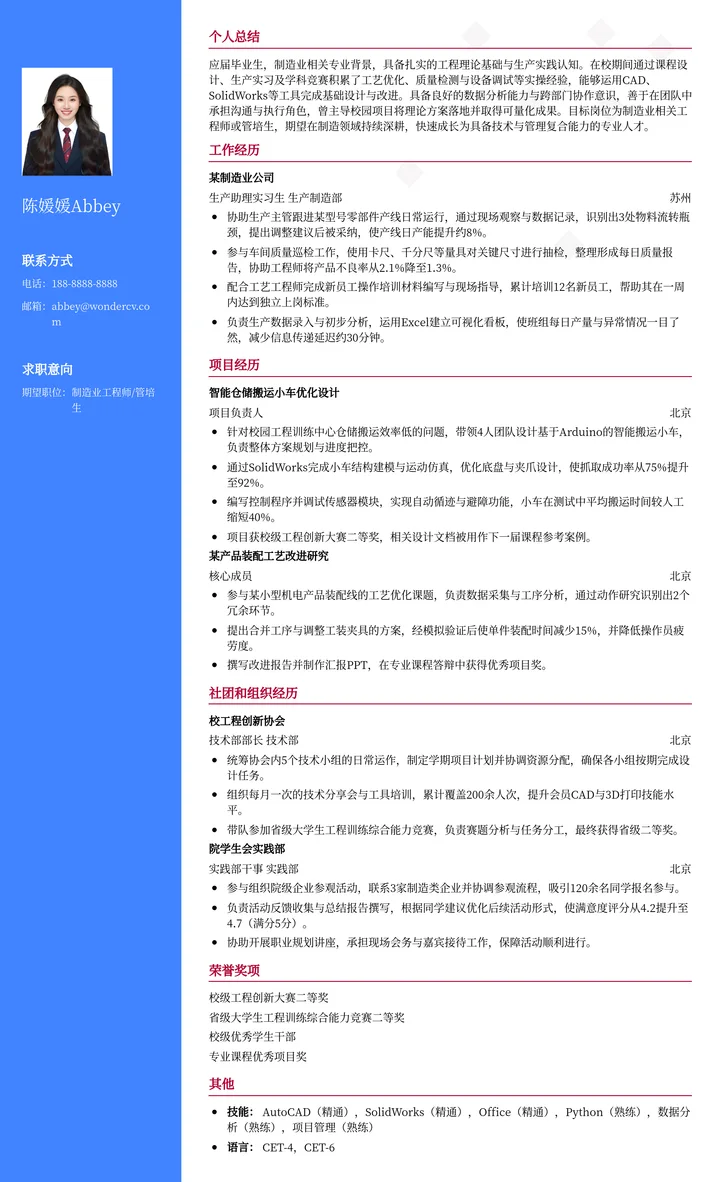 陈媛媛Abbey
联系方式
电话：188-8888-8888
邮箱：abbey@wondercv.co
m
求职意向
期望职位：制造业工程师/管培
生
个人总结
应届毕业生，制造业相关专业背景，具备扎实的工程理论基础与生产实践认知。在校期间通过课程设
计、生产实习及学科竞赛积累了工艺优化、质量检测与设备调试等实操经验，能够运用CAD、
SolidWorks等工具完成基础设计与改进。具备良好的数据分析能力与跨部门协作意识，善于在团队中
承担沟通与执行角色，曾主导校园项目将理论方案落地并取得可量化成果。目标岗位为制造业相关工
程师或管培生，期望在制造领域持续深耕，快速成长为具备技术与管理复合能力的专业人才。
工作经历
某制造业公司
生产助理实习生 生产制造部 苏州
• 协助生产主管跟进某型号零部件产线日常运行，通过现场观察与数据记录，识别出3处物料流转瓶
颈，提出调整建议后被采纳，使产线日产能提升约8%。
• 参与车间质量巡检工作，使用卡尺、千分尺等量具对关键尺寸进行抽检，整理形成每日质量报
告，协助工程师将产品不良率从2.1%降至1.3%。
• 配合工艺工程师完成新员工操作培训材料编写与现场指导，累计培训12名新员工，帮助其在一周
内达到独立上岗标准。
• 负责生产数据录入与初步分析，运用Excel建立可视化看板，使班组每日产量与异常情况一目了
然，减少信息传递延迟约30分钟。
项目经历
智能仓储搬运小车优化设计
项目负责人 北京
• 针对校园工程训练中心仓储搬运效率低的问题，带领4人团队设计基于Arduino的智能搬运小车，
负责整体方案规划与进度把控。
• 通过SolidWorks完成小车结构建模与运动仿真，优化底盘与夹爪设计，使抓取成功率从75%提升
至92%。
• 编写控制程序并调试传感器模块，实现自动循迹与避障功能，小车在测试中平均搬运时间较人工
缩短40%。
• 项目获校级工程创新大赛二等奖，相关设计文档被用作下一届课程参考案例。
某产品装配工艺改进研究
核心成员 北京
• 参与某小型机电产品装配线的工艺优化课题，负责数据采集与工序分析，通过动作研究识别出2个
冗余环节。
• 提出合并工序与调整工装夹具的方案，经模拟验证后使单件装配时间减少15%，并降低操作员疲
劳度。
• 撰写改进报告并制作汇报PPT，在专业课程答辩中获得优秀项目奖。
社团和组织经历
校工程创新协会
技术部部长 技术部 北京
• 统筹协会内5个技术小组的日常运作，制定学期项目计划并协调资源分配，确保各小组按期完成设
计任务。
• 组织每月一次的技术分享会与工具培训，累计覆盖200余人次，提升会员CAD与3D打印技能水
平。
• 带队参加省级大学生工程训练综合能力竞赛，负责赛题分析与任务分工，最终获得省级二等奖。
院学生会实践部
实践部干事 实践部 北京
• 参与组织院级企业参观活动，联系3家制造类企业并协调参观流程，吸引120余名同学报名参与。
• 负责活动反馈收集与总结报告撰写，根据同学建议优化后续活动形式，使满意度评分从4.2提升至
4.7（满分5分）。
• 协助开展职业规划讲座，承担现场会务与嘉宾接待工作，保障活动顺利进行。
荣誉奖项
校级工程创新大赛二等奖
省级大学生工程训练综合能力竞赛二等奖
校级优秀学生干部
专业课程优秀项目奖
其他
• 技能： AutoCAD（精通）, SolidWorks（精通）, Office（精通）, Python（熟练）, 数据分
析（熟练）, 项目管理（熟练）
• 语言： CET-4，CET-6